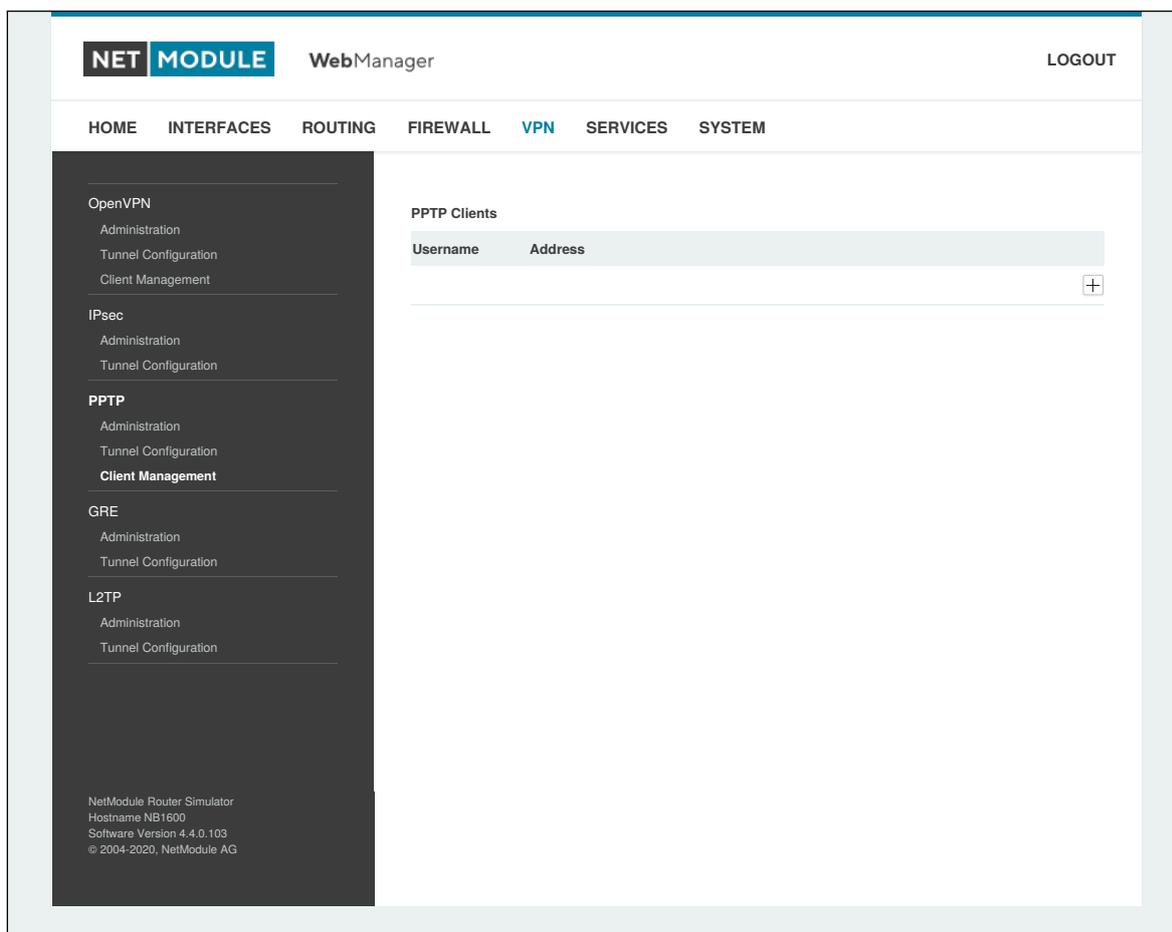 NET MODULE WebManager LOGOUT
HOME INTERFACES ROUTING FIREWALL VPN SERVICES SYSTEM
OpenVPN
Administration
Tunnel Configuration
Client Management
IPsec
Administration
Tunnel Configuration
PPTP
Administration
Tunnel Configuration
Client Management
GRE
Administration
Tunnel Configuration
L2TP
Administration
Tunnel Configuration
NetModule Router Simulator
Hostname NB1600
Software Version 4.4.0.103
© 2004-2020, NetModule AG
PPTP Clients
Username Address